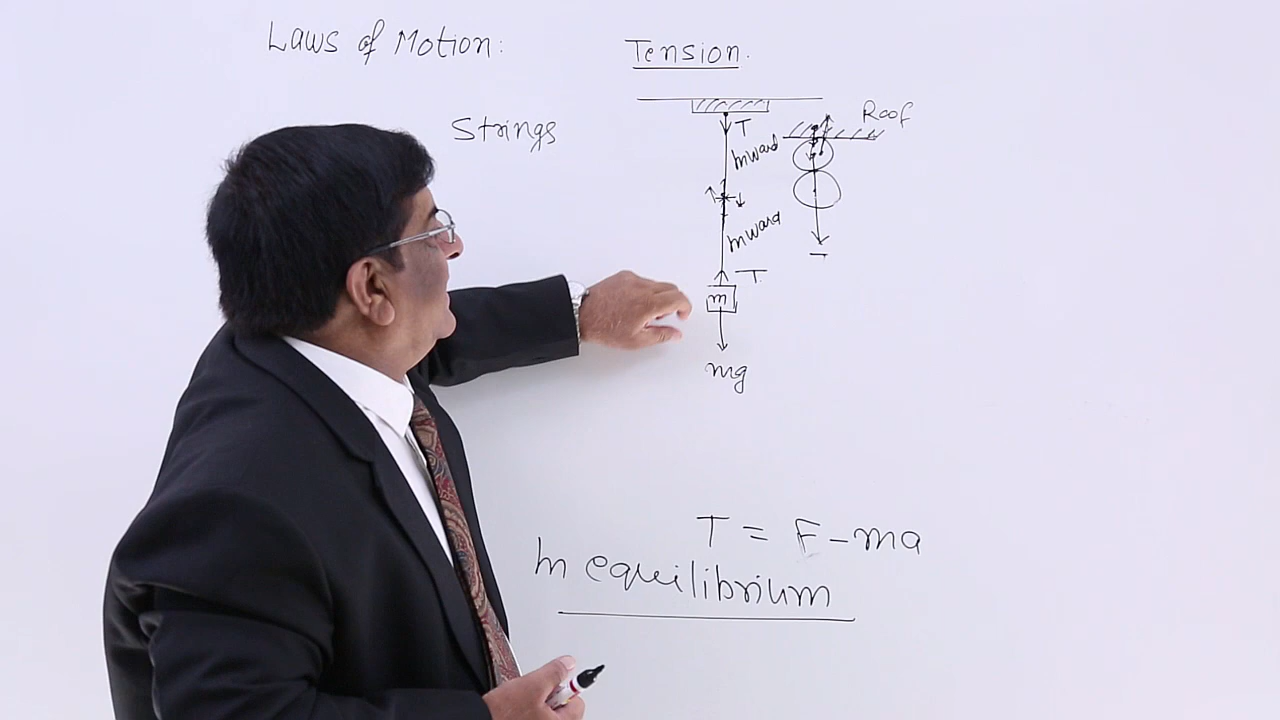 Laws of Motion:
Tension.
Strings
Roof
T
Inward
Inward
T
m
mg
T = F - ma
In equilibrium